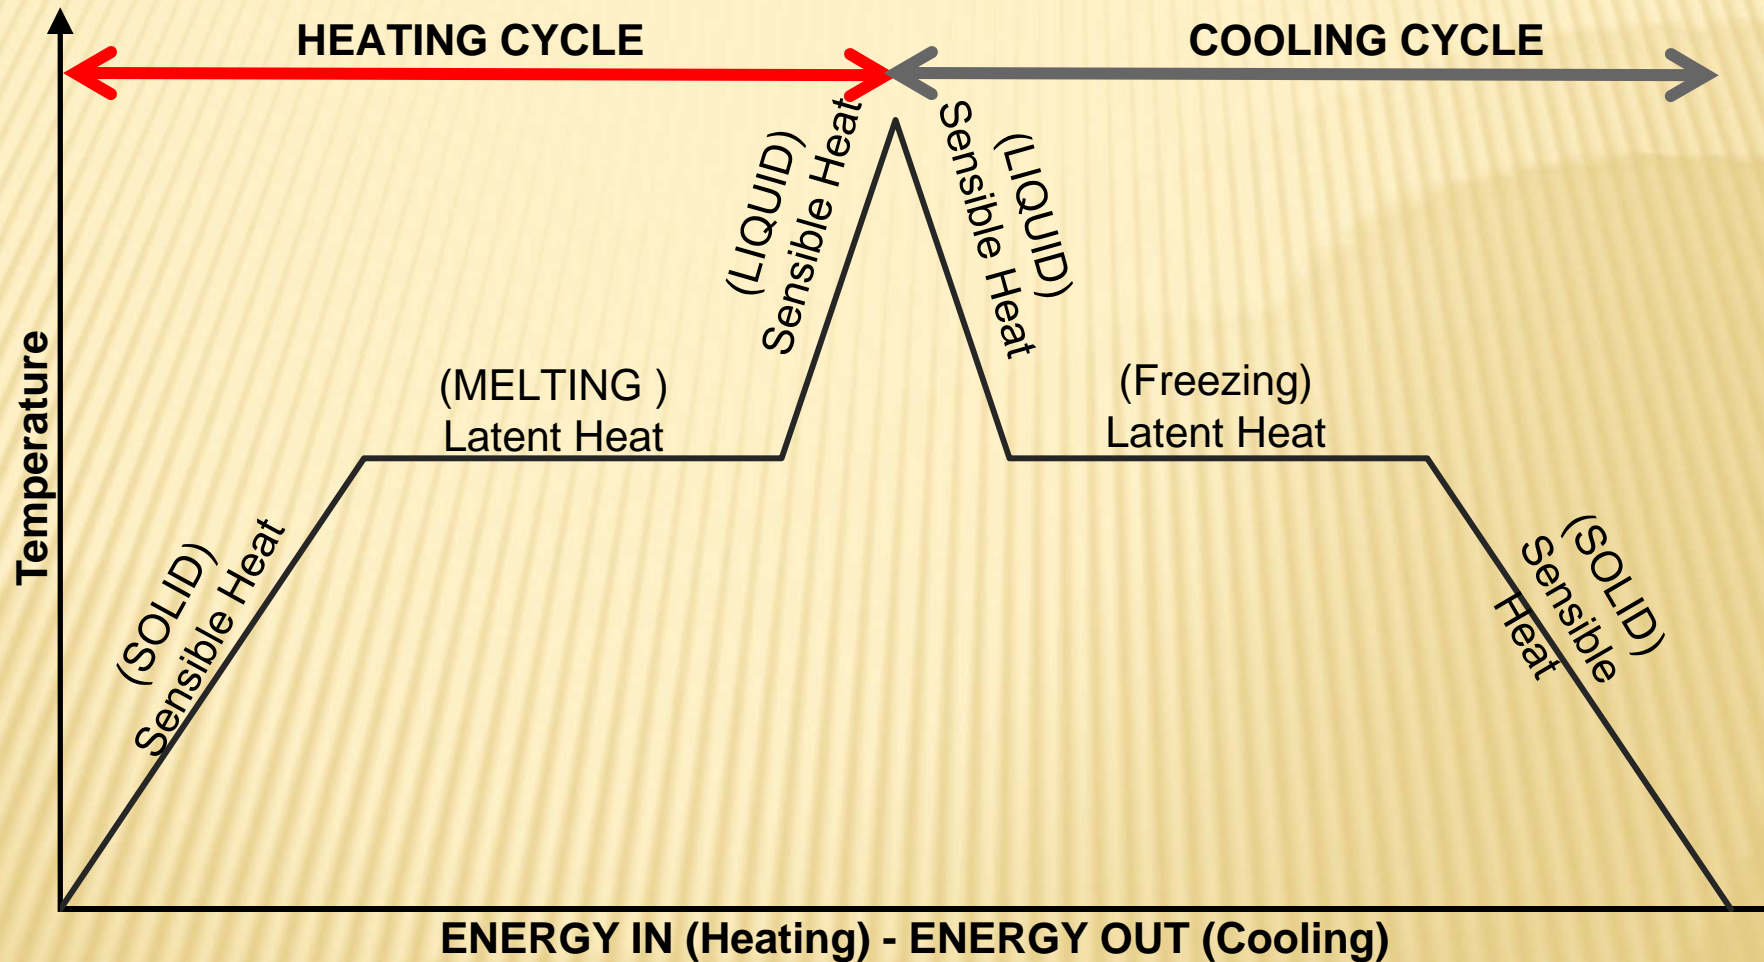 HEATING CYCLE
COOLING CYCLE
(LIQUID)
Sensible Heat
(LIQUID)
Sensible Heat
(MELTING )
Latent Heat
(Freezing)
Latent Heat
Temperature
(SOLID)
Sensible Heat
(SOLID)
Sensible
Heat
ENERGY IN (Heating) - ENERGY OUT (Cooling)